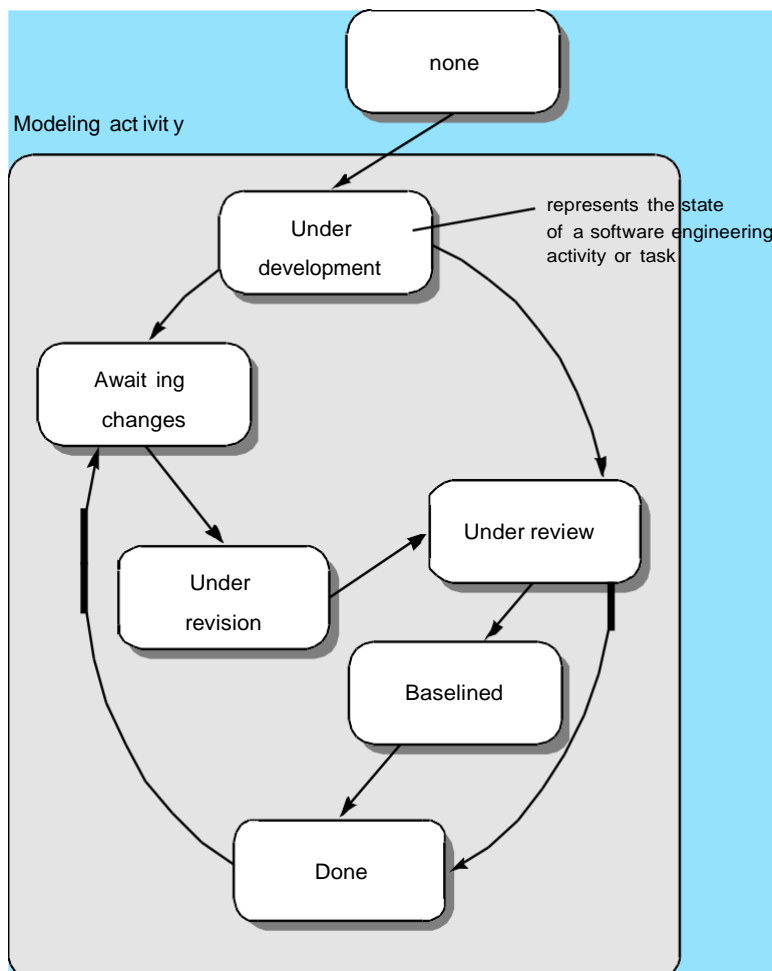 none
Modeling act ivit y
Under
development
represents the state
of a software engineering
activity or task
Await ing
changes
Under review
Under
revision
Baselined
Done